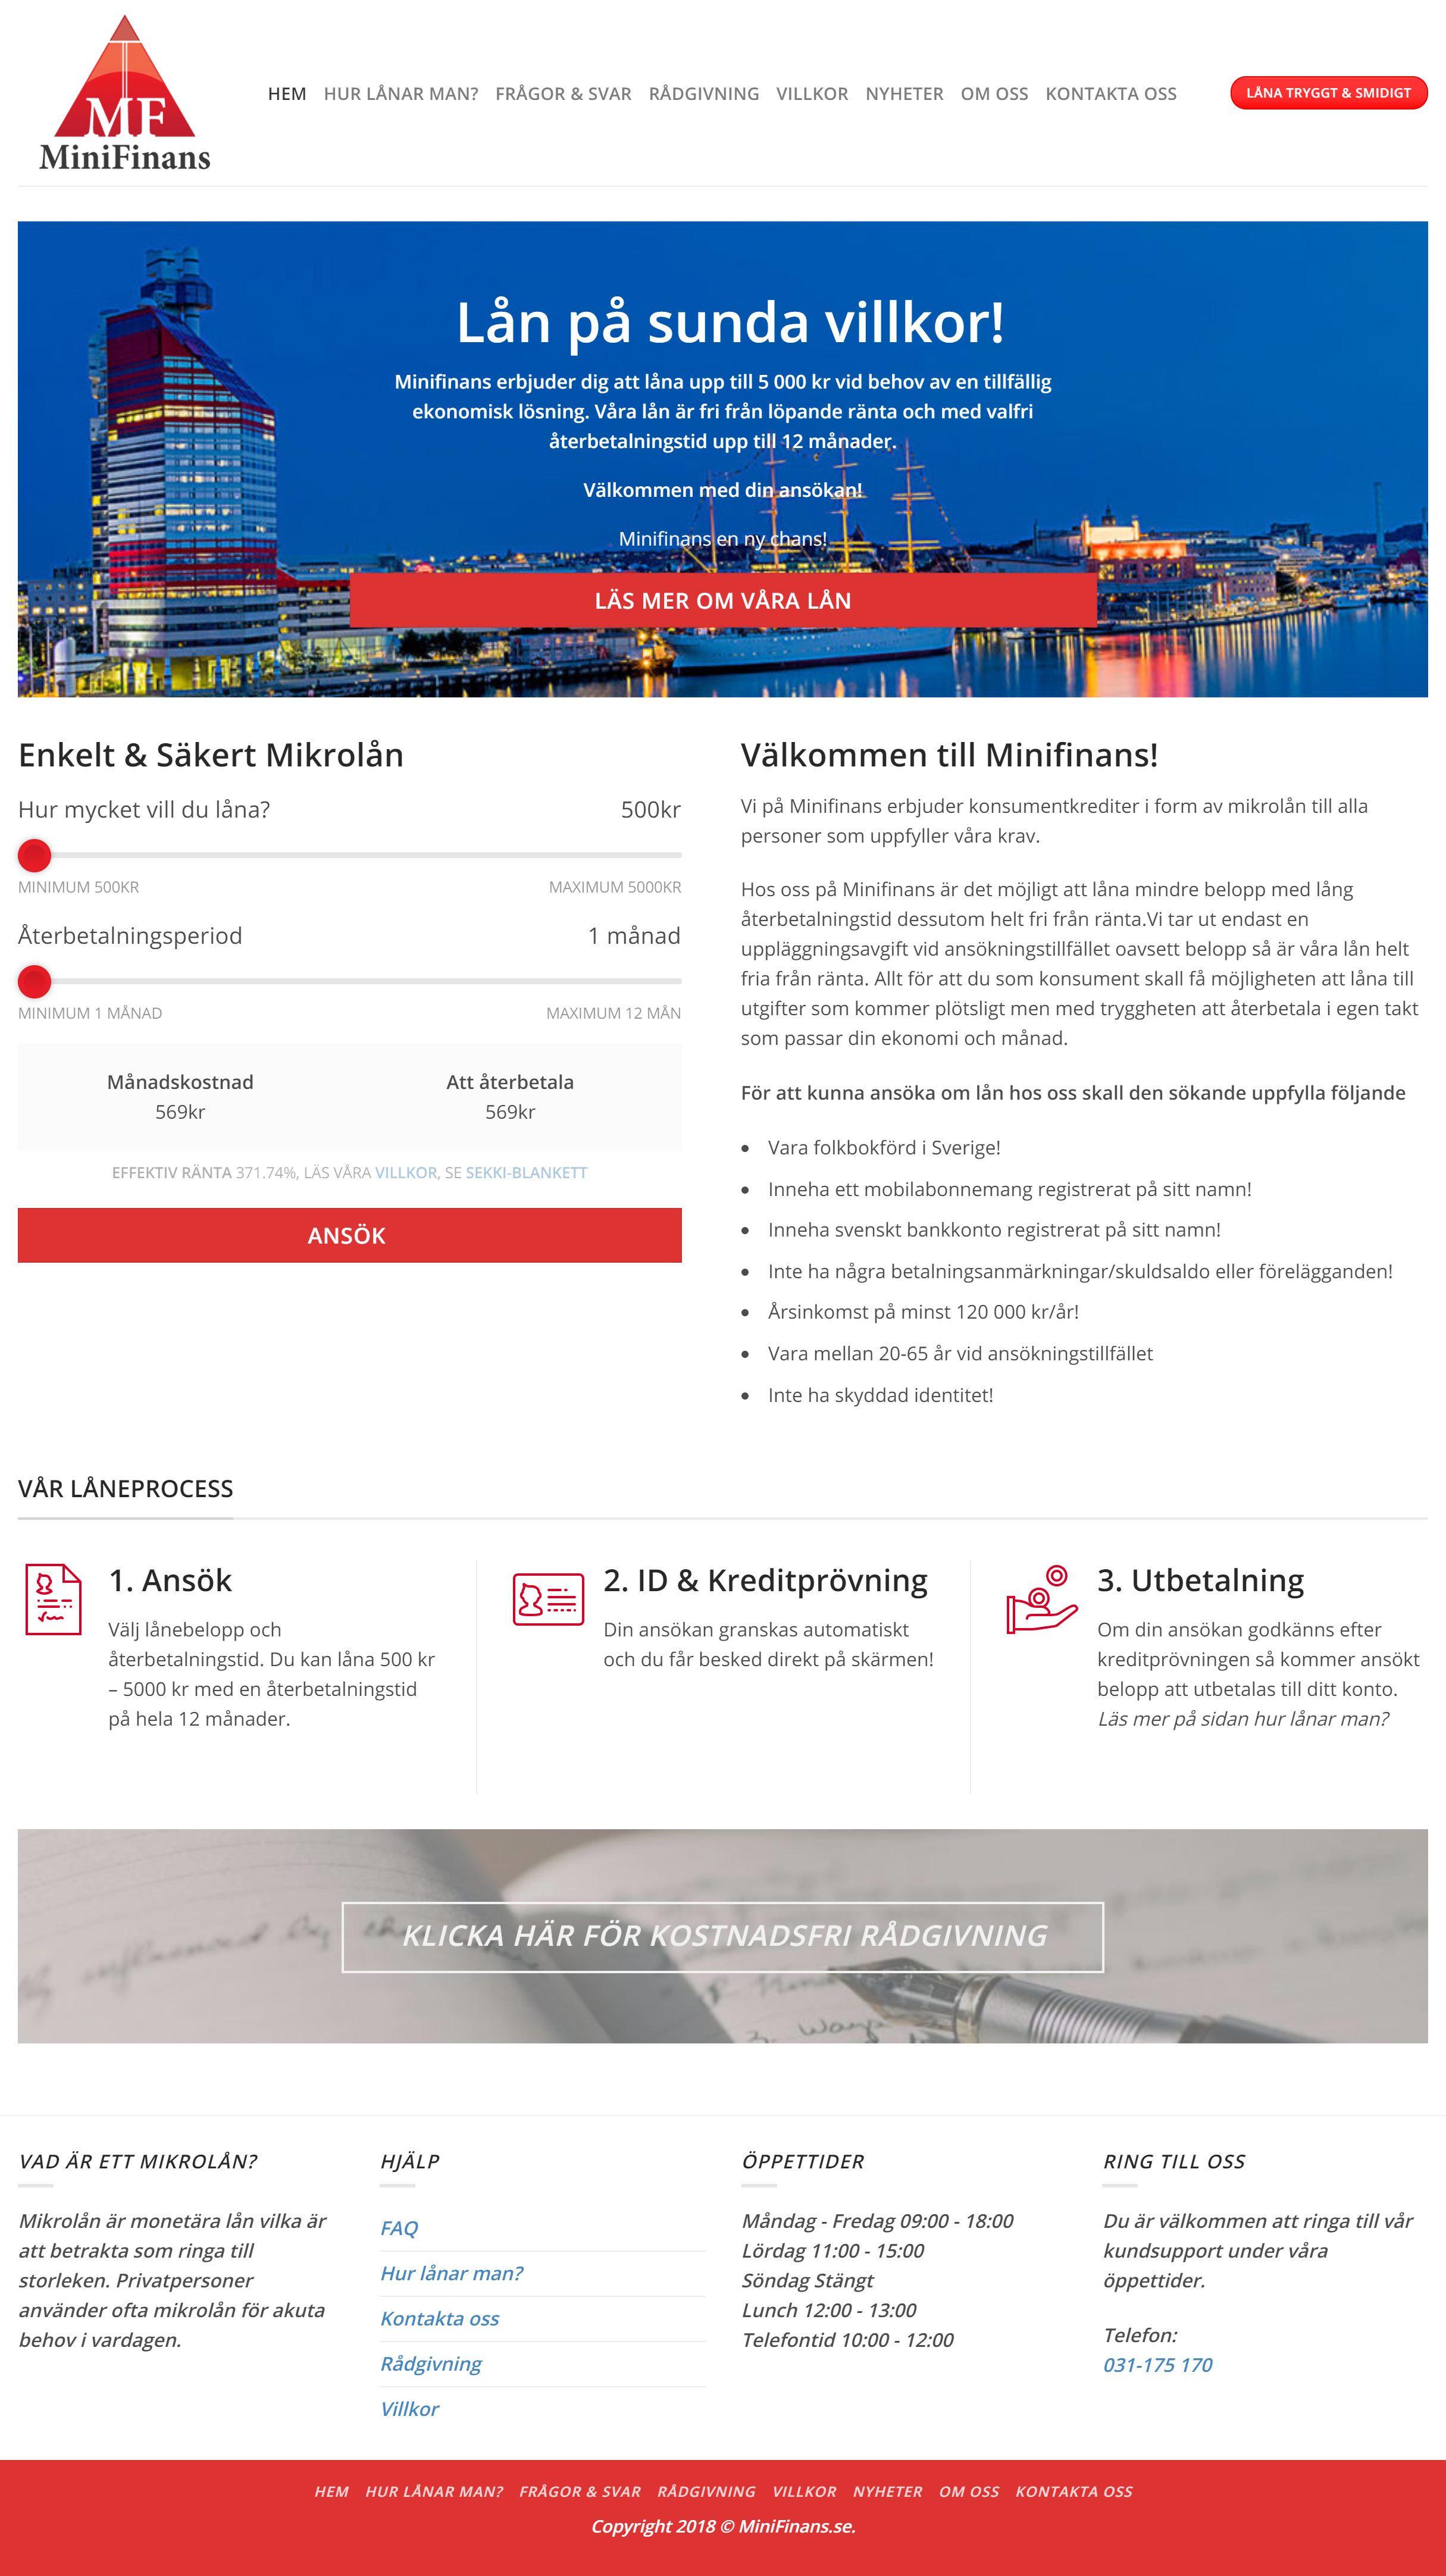 MF
MiniFinans
HEM HUR LÅNAR MAN? FRÅGOR & SVAR RÅDGIVNING VILLKOR NYHETER OM OSS KONTAKTA OSS
LÅNA TRYGGT & SMIDIGT
Lån på sunda villkor!
Minifinans erbjuder dig att låna upp till 5 000 kr vid behov av en tillfällig
ekonomisk lösning. Våra lån är fri från löpande ränta och med valfri
återbetalningstid upp till 12 månader.
Välkommen med din ansökan!
Minifinans en ny chans!
LÄS MER OM VÅRA LÅN
Enkelt & Säkert Mikrolån
Hur mycket vill du låna? 500kr
MINIMUM 500KR MAXIMUM 5000KR
Återbetalningsperiod 1 månad
MINIMUM 1 MÅNAD MAXIMUM 12 MÅN
Månadskostnad Att återbetala
569kr 569kr
EFFEKTIV RÄNTA 371.74%, LÄS VÅRA VILLKOR, SE SEKKI-BLANKETT
ANSÖK
Välkommen till Minifinans!
Vi på Minifinans erbjuder konsumentkrediter i form av mikrolån till alla
personer som uppfyller våra krav.
Hos oss på Minifinans är det möjligt att låna mindre belopp med lång
återbetalningstid dessutom helt fri från ränta.Vi tar ut endast en
uppläggningsavgift vid ansökningstillfället oavsett belopp så är våra lån helt
fria från ränta. Allt för att du som konsument skall få möjligheten att låna till
utgifter som kommer plötsligt men med tryggheten att återbetala i egen takt
som passar din ekonomi och månad.
För att kunna ansöka om lån hos oss skall den sökande uppfylla följande
• Vara folkbokförd i Sverige!
• Inneha ett mobilabonnemang registrerat på sitt namn!
• Inneha svenskt bankkonto registrerat på sitt namn!
• Inte ha några betalningsanmärkningar/skuldsaldo eller förelägganden!
• Årsinkomst på minst 120 000 kr/år!
• Vara mellan 20-65 år vid ansökningstillfället
• Inte ha skyddad identitet!
VÅR LÅNEPROCESS
1. Ansök
Välj lånebelopp och
återbetalningstid. Du kan låna 500 kr
– 5000 kr med en återbetalningstid
på hela 12 månader.
2. ID & Kreditprövning
Din ansökan granskas automatiskt
och du får besked direkt på skärmen!
3. Utbetalning
Om din ansökan godkänns efter
kreditprövningen så kommer ansökt
belopp att utbetalas till ditt konto.
Läs mer på sidan hur lånar man?
KLICKA HÄR FÖR KOSTNADSFRI RÅDGIVNING
VAD ÄR ETT MIKROLÅN?
Mikrolån är monetära lån vilka är
att betrakta som ringa till
storleken. Privatpersoner
använder ofta mikrolån för akuta
behov i vardagen.
HJÄLP
FAQ
Hur lånar man?
Kontakta oss
Rådgivning
Villkor
ÖPPETTIDER
Måndag - Fredag 09:00 - 18:00
Lördag 11:00 - 15:00
Söndag Stängt
Lunch 12:00 - 13:00
Telefontid 10:00 - 12:00
RING TILL OSS
Du är välkommen att ringa till vår
kundsupport under våra
öppettider.
Telefon:
031-175 170
HEM HUR LÅNAR MAN? FRÅGOR & SVAR RÅDGIVNING VILLKOR NYHETER OM OSS KONTAKTA OSS
Copyright 2018 © MiniFinans.se.